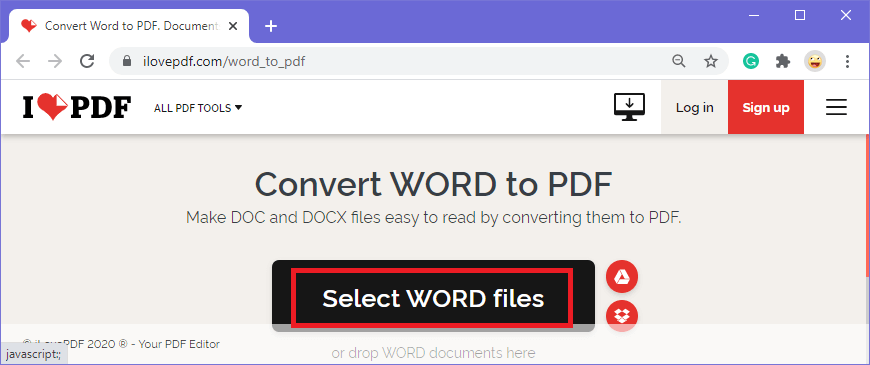 Convert Word to PDF. Document
ilovepdf.com/word_to_pdf
I PDF
ALL PDF TOOLS
Log in
Sign up
Convert WORD to PDF
Make DOC and DOCX files easy to read by converting them to PDF.
Select WORD files
© iLovePDF 2020 ® - Your PDF Editor
javascript:;
or drop WORD documents here